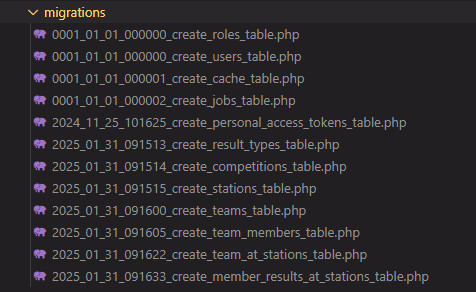 migrations
0001_01_01_000000_create_roles_table.php
0001_01_01_000000_create_users_table.php
0001_01_01_000001_create_cache_table.php
0001_01_01_000002_create_jobs_table.php
2024_11_25_101625_create_personal_access_tokens_table.php
2025_01_31_091513_create_result_types_table.php
2025_01_31_091514_create_competitions_table.php
2025_01_31_091515_create_stations_table.php
2025_01_31_091600_create_teams_table.php
2025_01_31_091605_create_team_members_table.php
2025_01_31_091622_create_team_at_stations_table.php
2025_01_31_091633_create_member_results_at_stations_table.php